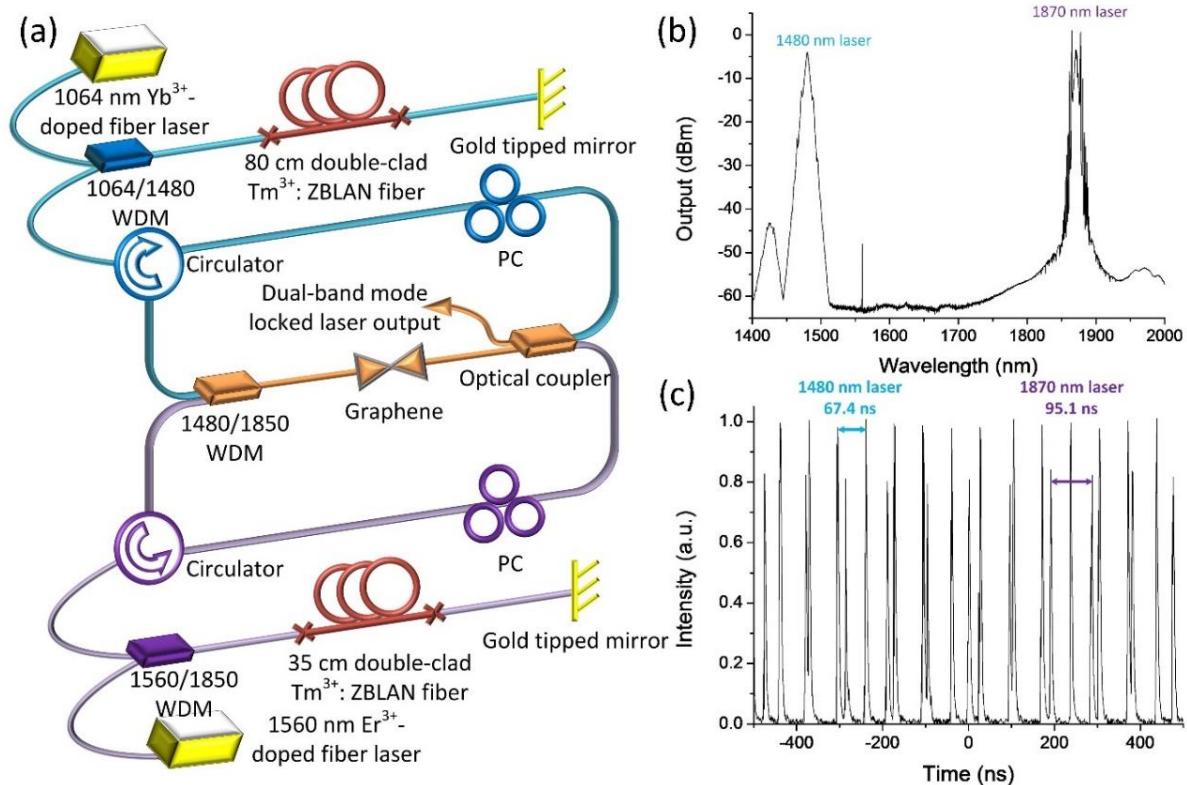 (a)
1064 nm Yb³⁺-
doped fiber laser
1064/1480
WDM
80 cm double-clad
Tm³⁺: ZBLAN fiber
Gold tipped mirror
Circulator
PC
Dual-band mode
locked laser output
Optical coupler
Graphene
1480/1850
WDM
Circulator
PC
Gold tipped mirror
35 cm double-clad
Tm³⁺: ZBLAN fiber
1560/1850
WDM
1560 nm Er³⁺-
doped fiber laser
(b)
1870 nm laser
1480 nm laser
Output (dBm)
0
-10
-20
-30
-40
-50
-60
1400 1500 1600 1700 1800 1900 2000
Wavelength (nm)
(c)
1480 nm laser
67.4 ns
1870 nm laser
95.1 ns
Intensity (a.u.)
1.0
0.8
0.6
0.4
0.2
0.0
-400 -200 0 200 400
Time (ns)